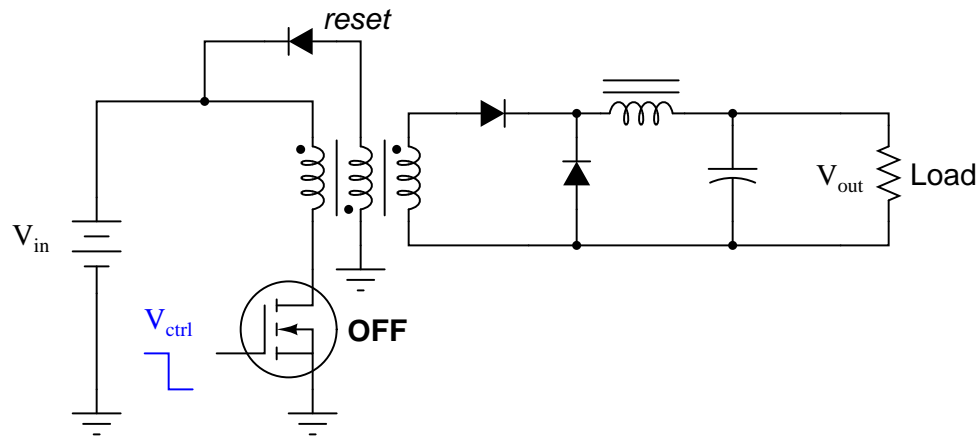 reset
V_in
V_out
Load
V_ctrl
OFF